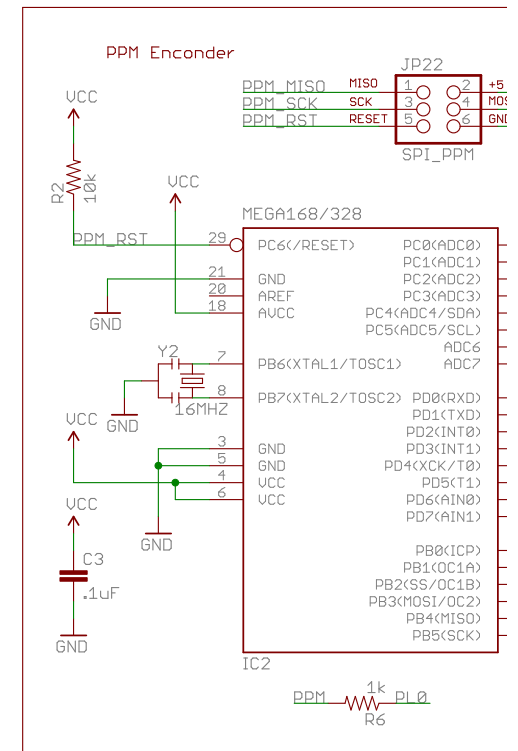 PPM Enconder
JP22
PPM_MISO MISO 1 2 +5
PPM_SCK SCK 3 4 MOS
PPM_RST RESET 5 6 GND
SPI_PPM
VCC
R2
10k
VCC
MEGA168/328
PPM_RST 29 PC6(/RESET) PC0(ADC0)
PC1(ADC1)
21 GND PC2(ADC2)
20 AREF PC3(ADC3)
18 AVCC PC4(ADC4/SDA)
GND
PC5(ADC5/SCL)
ADC6
Y2 7 PB6(XTAL1/TOSC1) ADC7
8 PB7(XTAL2/TOSC2) PD0(RXD)
16MHZ
GND
PD1(TXD)
VCC
PD2(INT0)
3 GND PD3(INT1)
5 GND PD4(XCK/T0)
4 VCC PD5(T1)
6 VCC PD6(AIN0)
PD7(AIN1)
VCC
GND
PB0(ICP)
C3
PB1(OC1A)
.1uF
PB2(SS/OC1B)
PB3(MOSI/OC2)
PB4(MISO)
PB5(SCK)
GND
IC2
PPM 1k PL0
R6